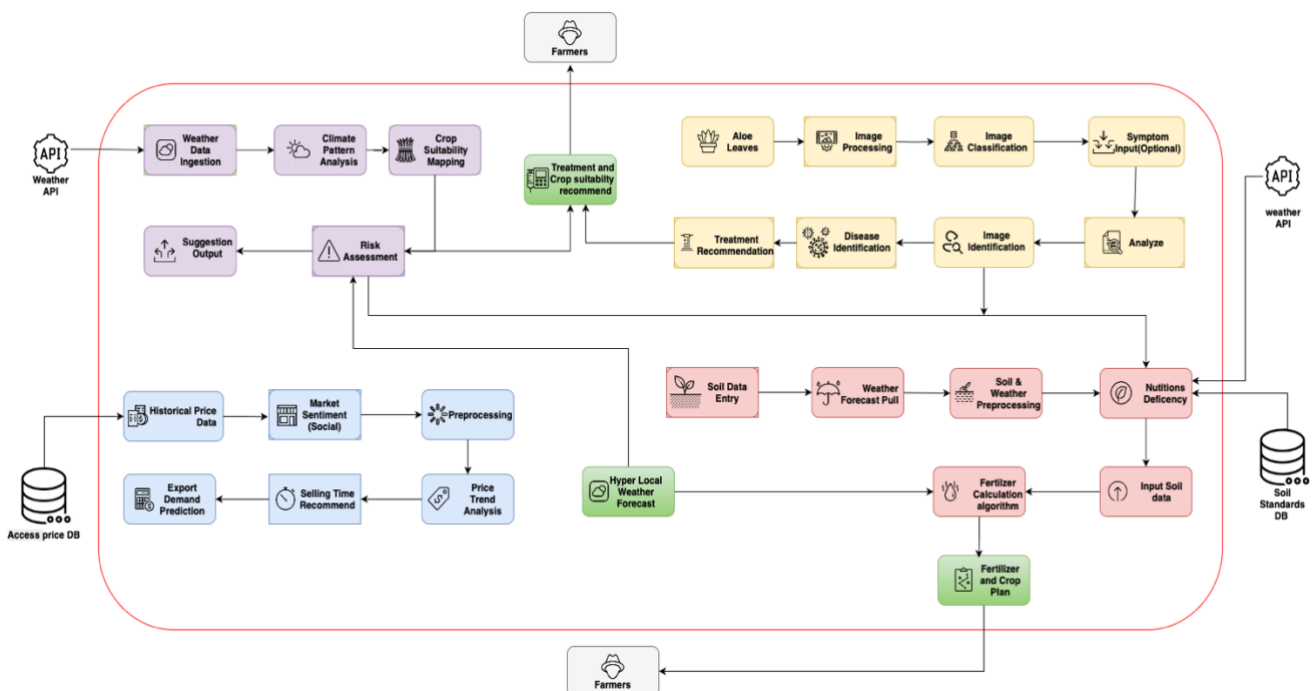 Farmers
API
Weather
API
Weather
Data
Ingestion
Climate
Pattern
Analysis
Crop
Suitability
Mapping
Treatment and
Crop suitabilty
recommend
Aloe
Leaves
Image
Processing
Image
Classification
Symptom
Input(Optional)
API
weather
API
Suggestion
Output
Risk
Assessment
Treatment
Recommendation
Disease
Identification
Image
Identification
Analyze
Historical Price
Data
Market
Sentiment
(Social)
Preprocessing
Soil Data
Entry
Weather
Forecast Pull
Soil &
Weather
Preprocessing
Nutitions
Deficency
Access price DB
Export
Demand
Prediction
Selling Time
Recommend
Price
Trend
Analysis
Hyper Local
Weather
Forecast
Fertilzer
Calculation
algorithm
Input Soil
data
Soil
Standards
DB
Fertilizer
and Crop
Plan
Farmers